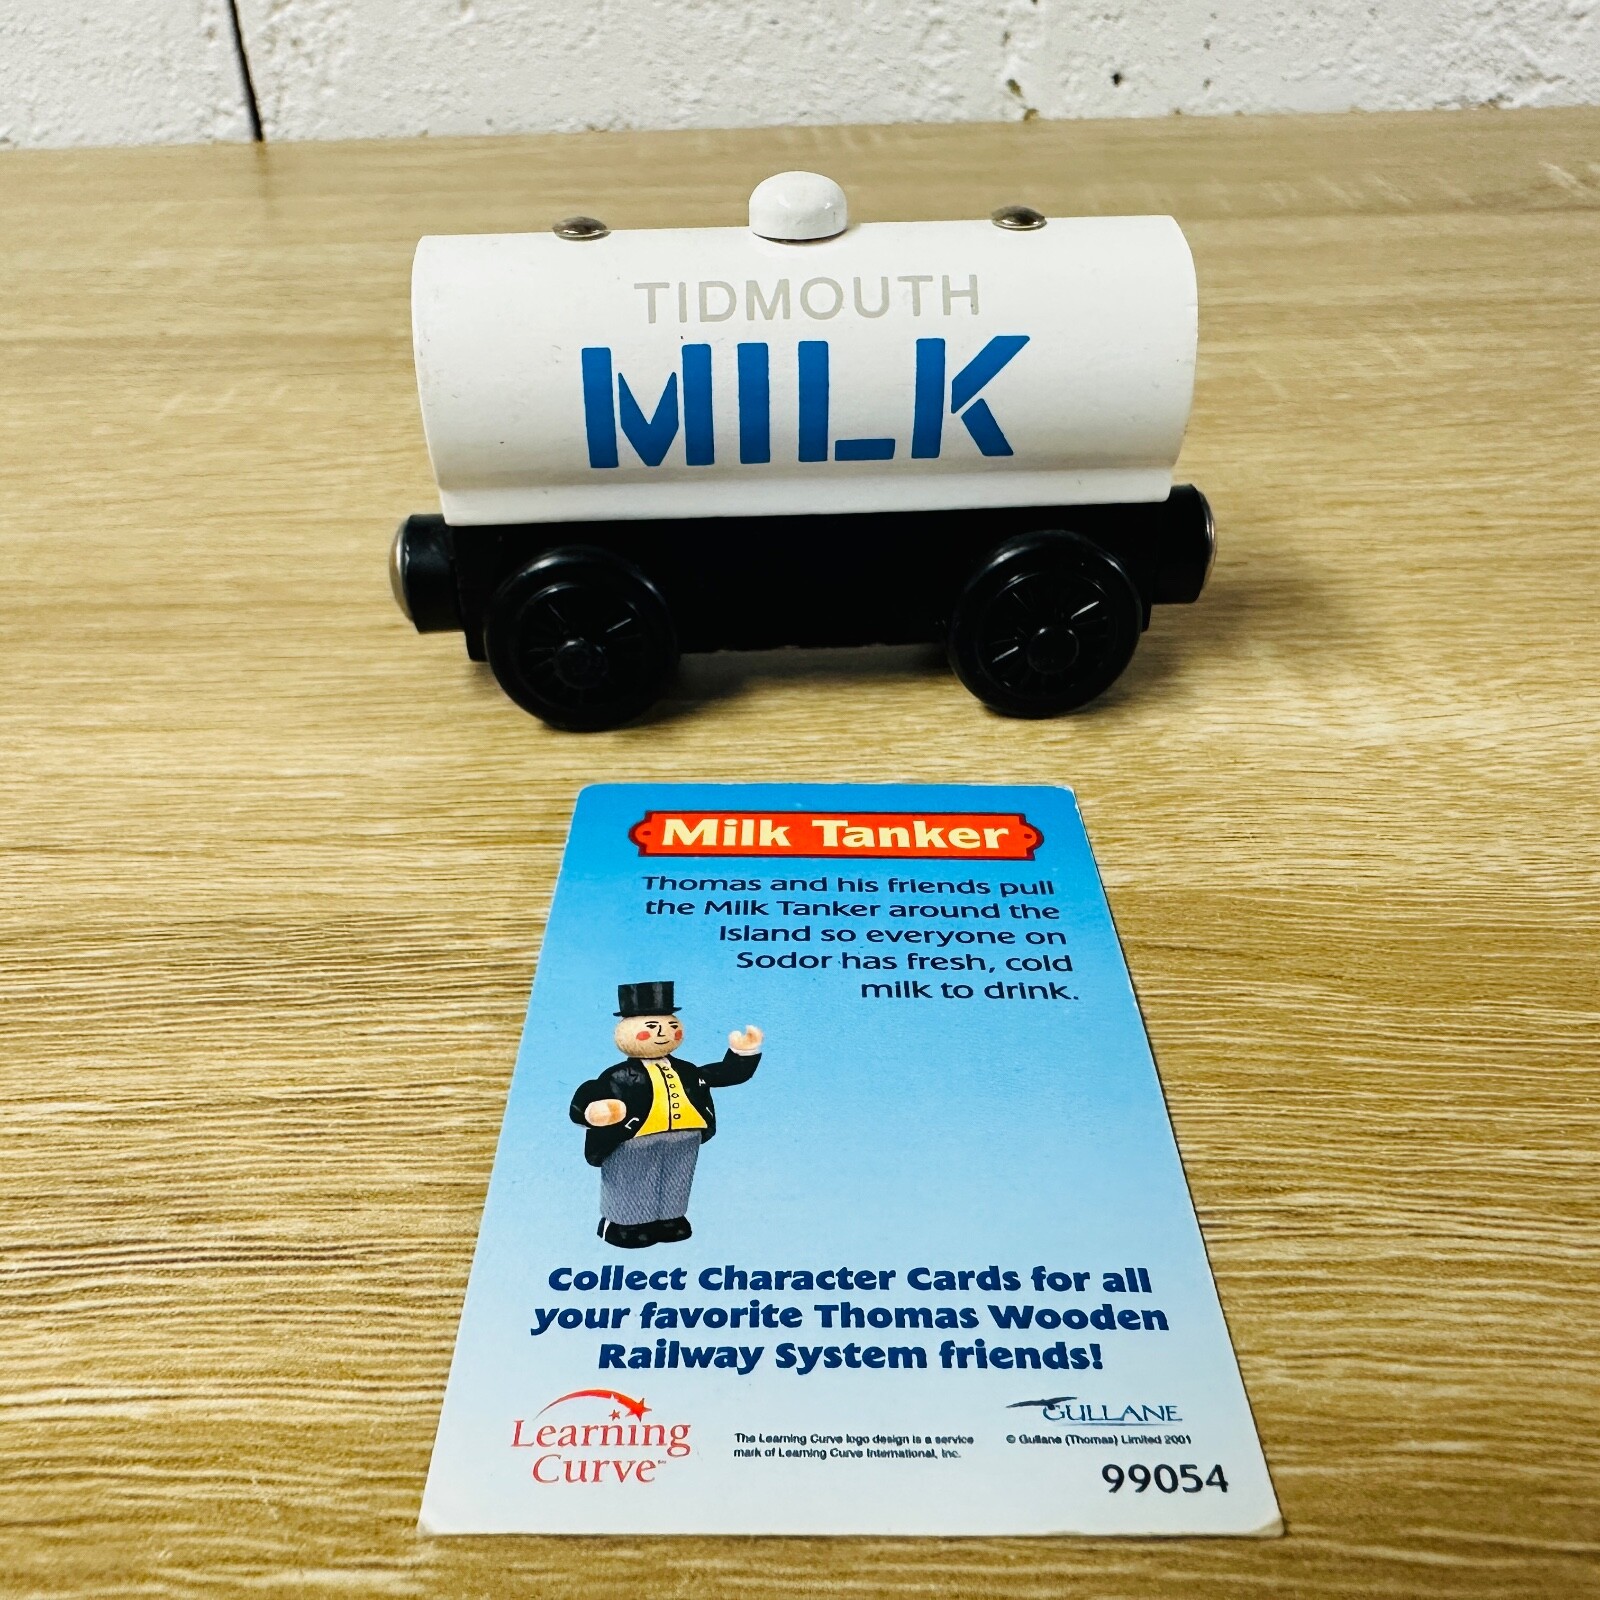 TIDMOUTH
MILK
Milk Tanker
Thomas and his friends pull
the Milk Tanker around the
Island so everyone on
Sodor has fresh, cold
milk to drink.
Collect Character Cards for all
your favorite Thomas Wooden
Railway System friends!
Learning
Curve™
The Learning Curve logo design is a service
mark of Learning Curve International, Inc.
GULLANE
© Gullane (Thomas) Limited 2001
99054